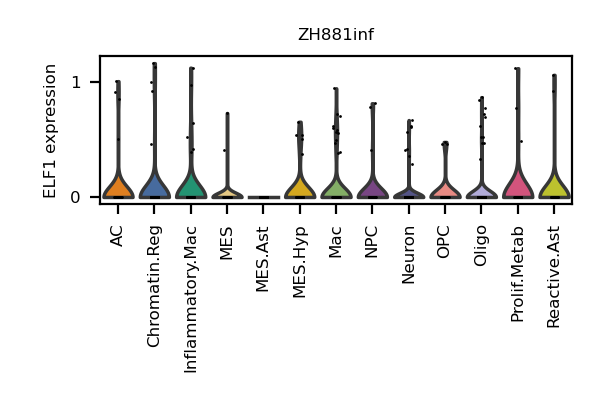 ZH881inf
ELF1 expression
1
0
AC
Chromatin.Reg
Inflammatory.Mac
MES
MES.Ast
MES.Hyp
Mac
NPC
Neuron
OPC
Oligo
Prolif.Metab
Reactive.Ast